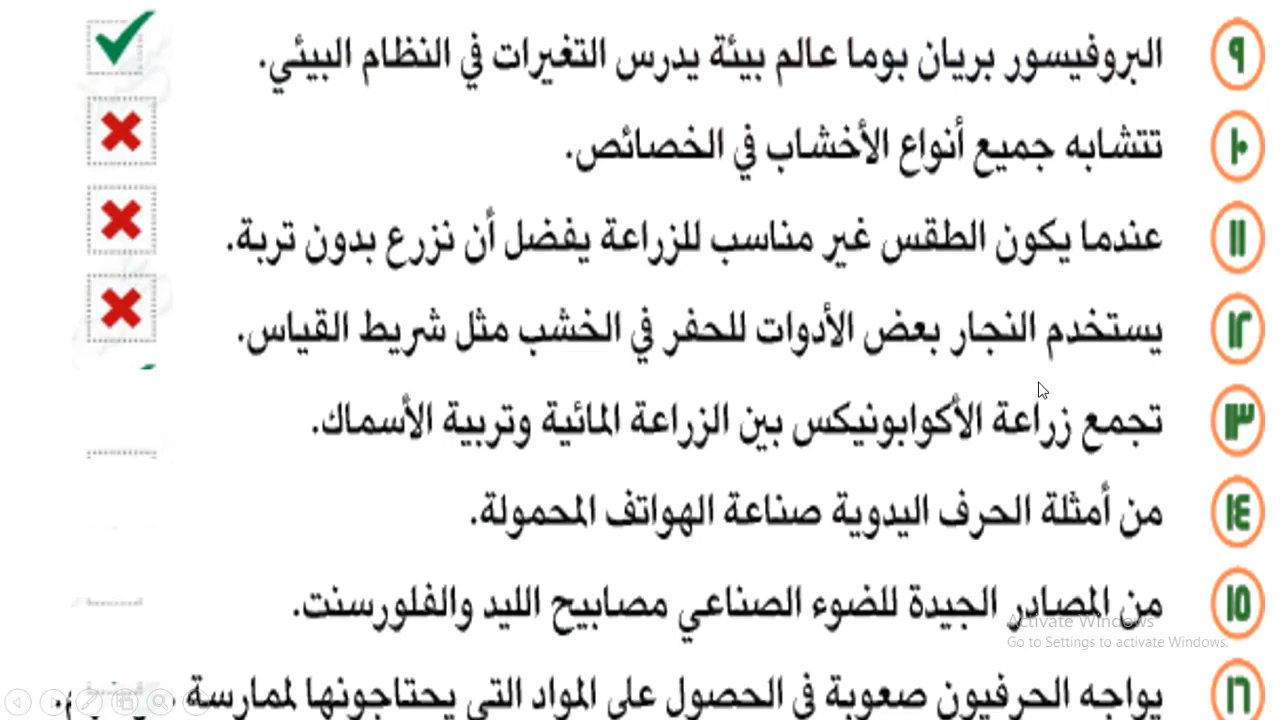 ٩ البروفيسور بريان بوما عالم بيئة يدرس التغيرات في النظام البيئي.
١٠ تتشابه جميع أنواع الأخشاب في الخصائص.
١١ عندما يكون الطقس غير مناسب للزراعة يفضل أن نزرع بدون تربة.
١٢ يستخدم النجار بعض الأدوات للحفر في الخشب مثل شريط القياس.
١٣ تجمع زراعة الأكوابونيكس بين الزراعة المائية وتربية الأسماك.
١٤ من أمثلة الحرف اليدوية صناعة الهواتف المحمولة.
١٥ من المصادر الجيدة للضوء الصناعي مصابيح الليد والفلورسنت.
Activate Windows
Go to Settings to activate Windows.
١٦ يواجه الحرفيون صعوبة في الحصول على المواد التي يحتاجونها لممارسة